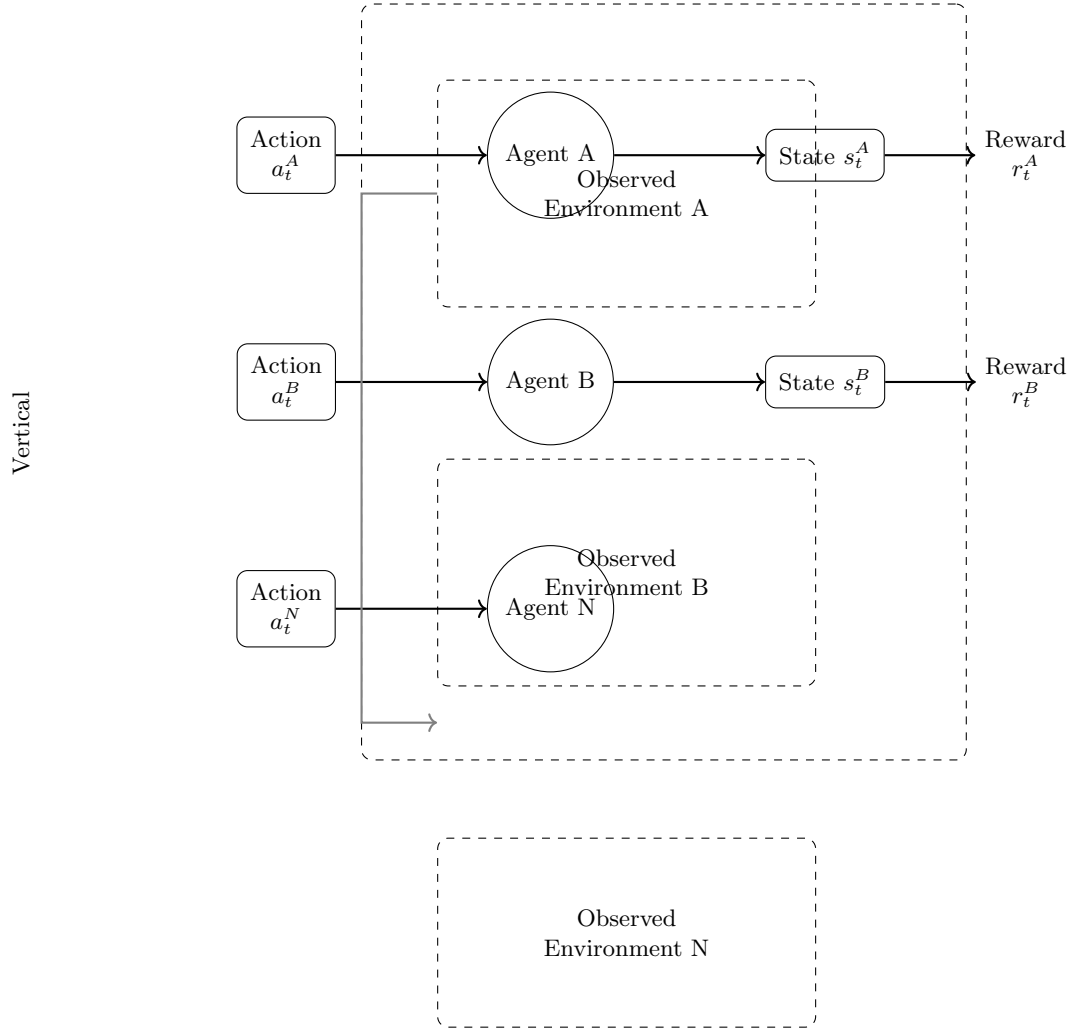 Action
a_t^A
Agent A
State s_t^A
Reward
r_t^A
Observed
Environment A
Action
a_t^B
Agent B
State s_t^B
Reward
r_t^B
Vertical
Observed
Environment B
Action
a_t^N
Agent N
Observed
Environment N